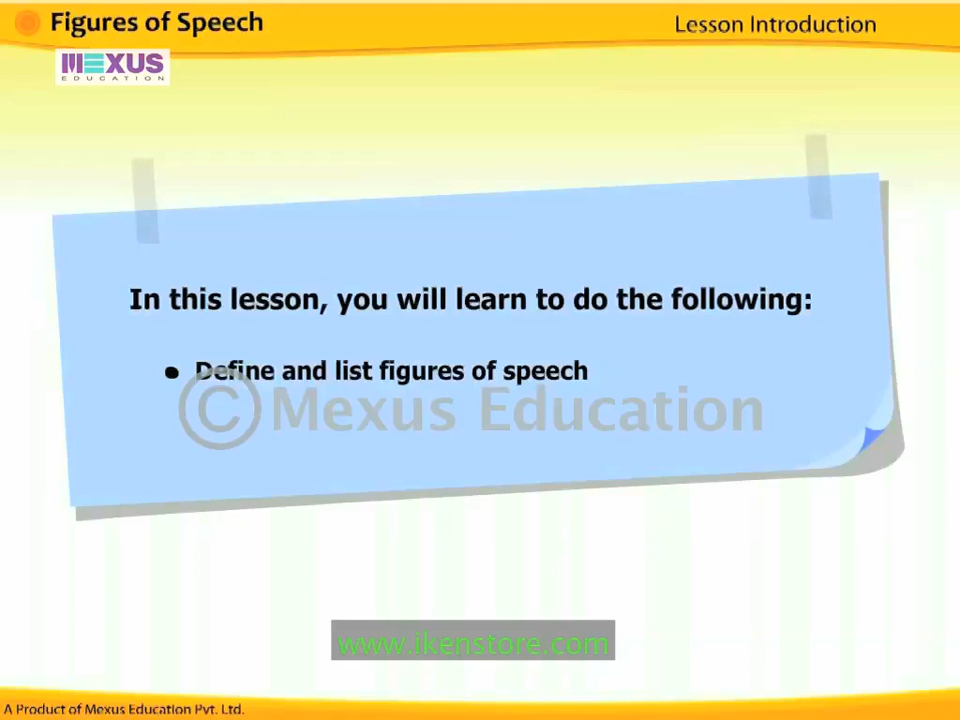 Figures of Speech
Lesson Introduction
MEXUS
EDUCATION
In this lesson, you will learn to do the following:
• Define and list figures of speech
© Mexus Education
www.ikenstore.com
A Product of Mexus Education Pvt. Ltd.